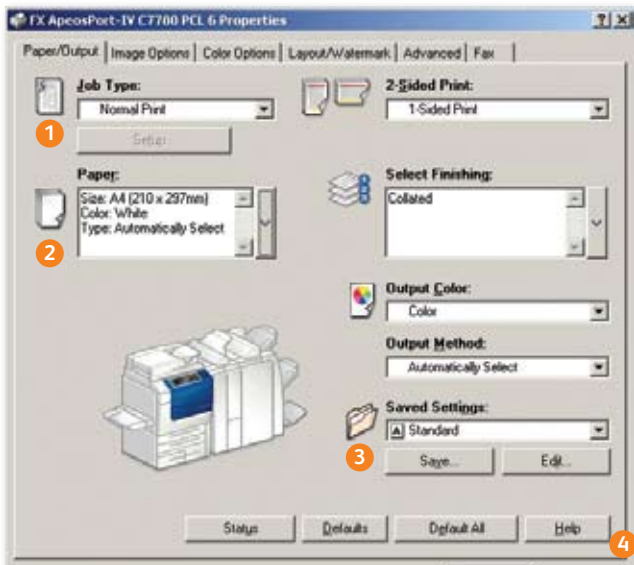 FX ApeosPort-IV C7700 PCL 6 Properties
Paper/Output Image Options Color Options Layout/Watermark Advanced Fax
Job Type:
Normal Print
1
Setup
2-Sided Print:
1-Sided Print
Paper:
Size: A4 (210 x 297mm)
Color: White
Type: Automatically Select
2
Select Finishing:
Collated
Output Color:
Color
Output Method:
Automatically Select
Saved Settings:
A Standard
3
Save... Edit...
Status Defaults Default All Help
4